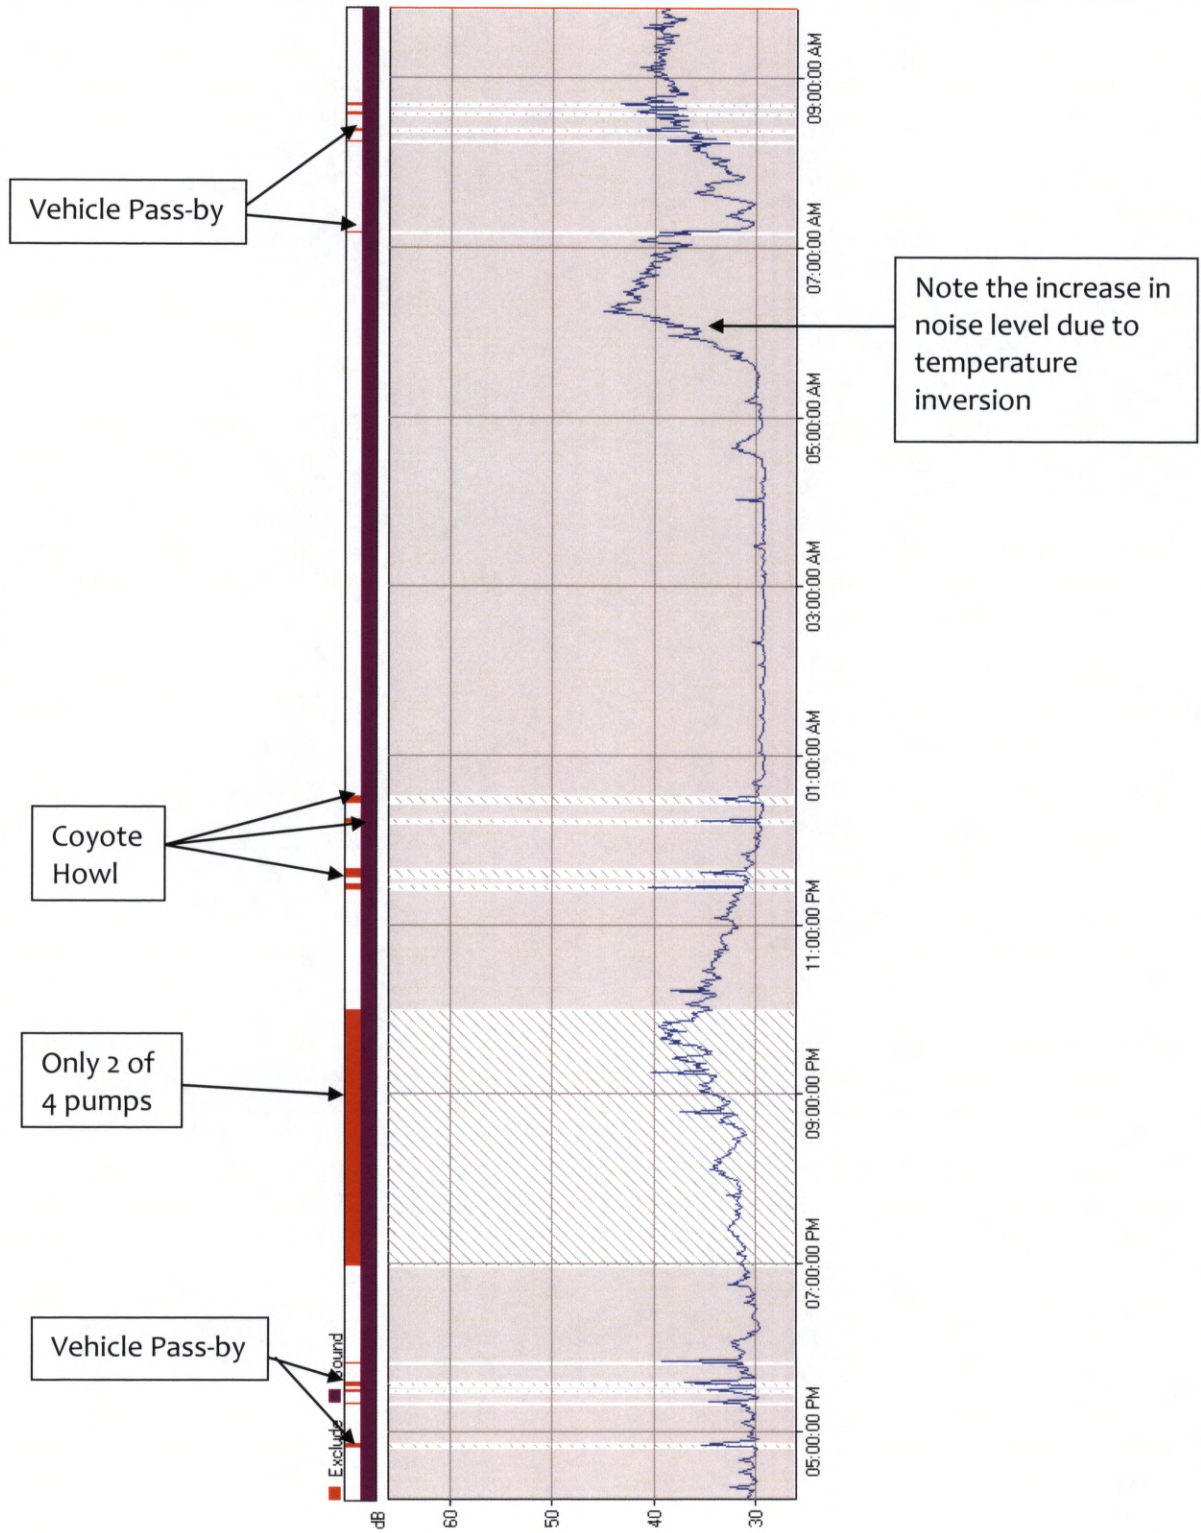 Vehicle Pass-by
Coyote
Howl
Only 2 of
4 pumps
Vehicle Pass-by
Note the increase in
noise level due to
temperature
inversion
Exclude
ound
dB
60
50
40
30
05:00:00 PM
07:00:00 PM
09:00:00 PM
11:00:00 PM
01:00:00 AM
03:00:00 AM
05:00:00 AM
07:00:00 AM
09:00:00 AM